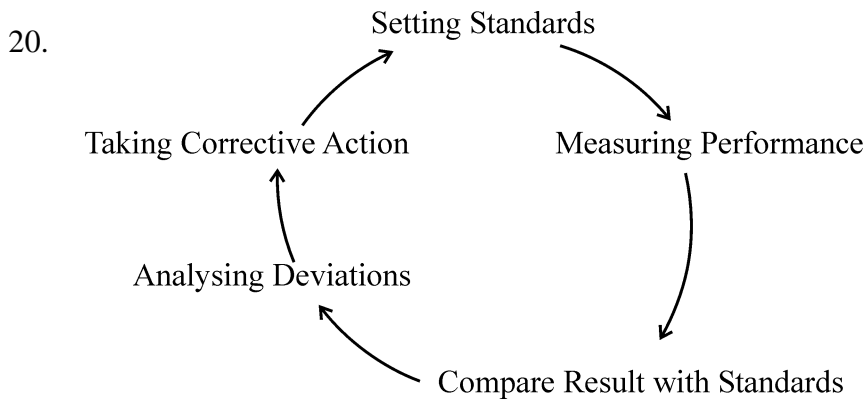 20.
Setting Standards
Taking Corrective Action
Measuring Performance
Analysing Deviations
Compare Result with Standards